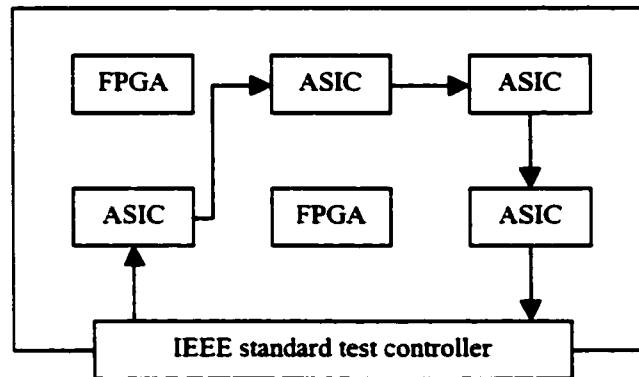 FPGA
ASIC
ASIC
ASIC
FPGA
ASIC
IEEE standard test controller